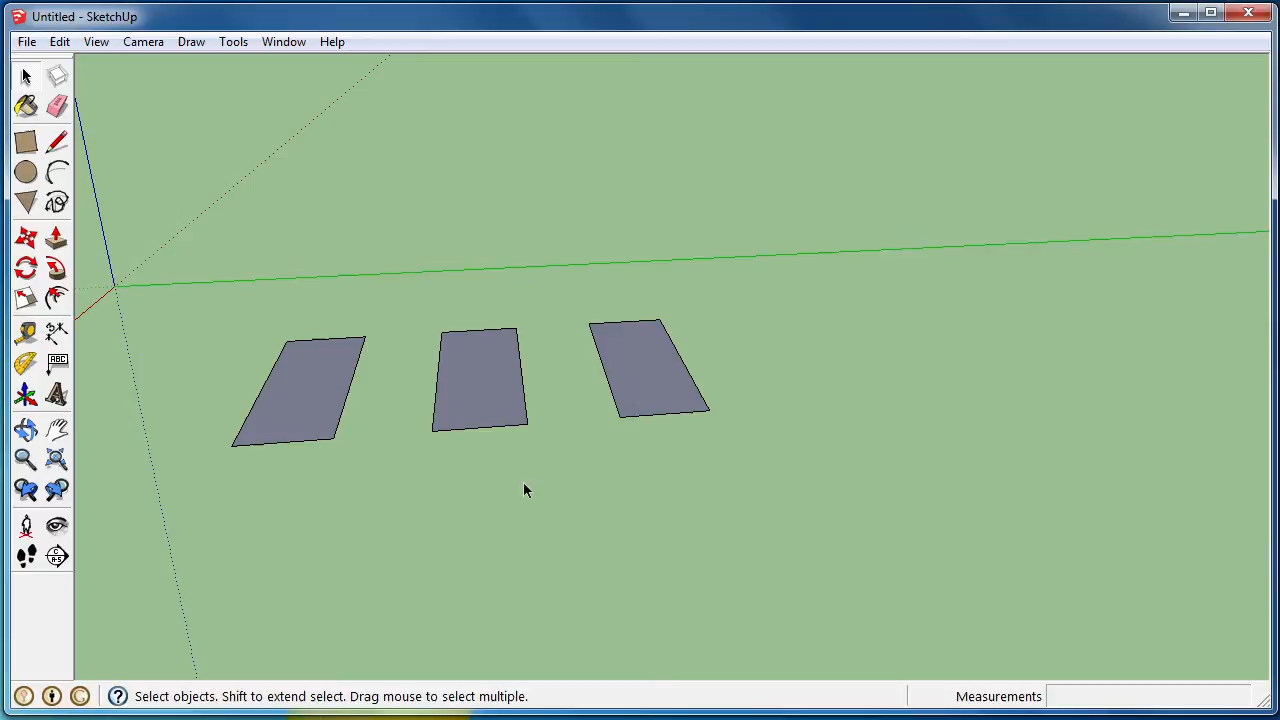 Untitled - SketchUp
File Edit View Camera Draw Tools Window Help
ABC
Select objects. Shift to extend select. Drag mouse to select multiple.
Measurements